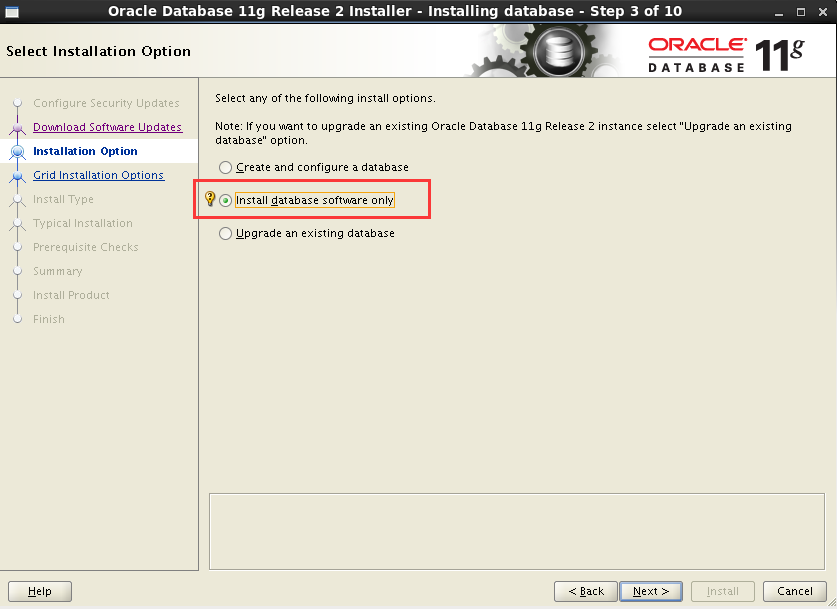 Oracle Database 11g Release 2 Installer - Installing database - Step 3 of 10
Select Installation Option
ORACLE®
DATABASE
11g
Configure Security Updates
Download Software Updates
Installation Option
Grid Installation Options
Install Type
Typical Installation
Prerequisite Checks
Summary
Install Product
Finish
Select any of the following install options.
Note: If you want to upgrade an existing Oracle Database 11g Release 2 instance select "Upgrade an existing
database" option.
Create and configure a database
Install database software only
Upgrade an existing database
Help
< Back
Next >
Install
Cancel